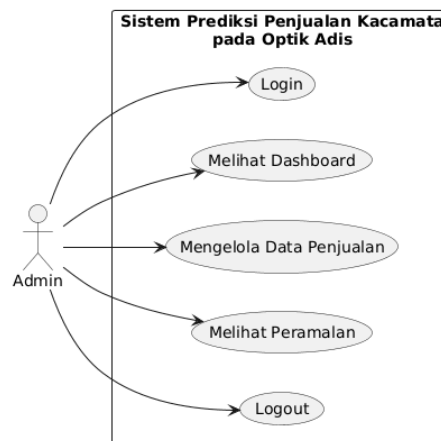 Sistem Prediksi Penjualan Kacamata
pada Optik Adis
Login
Melihat Dashboard
Mengelola Data Penjualan
Admin
Melihat Peramalan
Logout